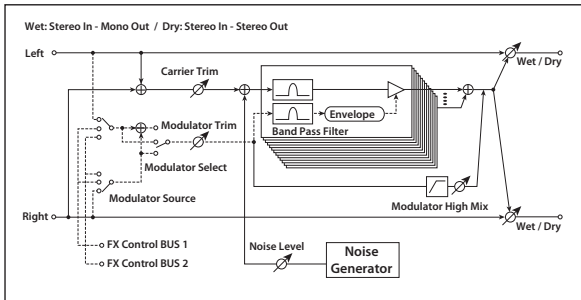 Wet: Stereo In - Mono Out / Dry: Stereo In - Stereo Out
Left
Wet / Dry
Carrier Trim
Envelope
Band Pass Filter
Modulator Trim
Modulator Select
Modulator Source
Modulator High Mix
Right
Wet / Dry
FX Control BUS 1
FX Control BUS 2
Noise Level
Noise
Generator